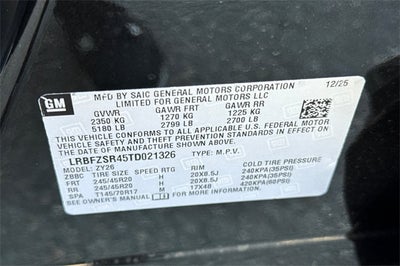 GM
MFD BY SAIC GENERAL MOTORS CORPORATION
LIMITED FOR GENERAL MOTORS LLC
12/25
GVWR GAWR FRT GAWR RR
2350 KG 1270 KG 1225 KG
5180 LB 2799 LB 2700 LB
THIS VEHICLE CONFORMS TO ALL APPLICABLE U.S. FEDERAL
MOTOR VEHICLE SAFETY, BUMPER, AND THEFT PREVENTION STANDARDS
IN EFFECT ON THE DATE OF MANUFACTURE SHOWN ABOVE.
LRBFZSR45TD021326 TYPE: M.P.V.
MODEL: ZY26
ZBBC TIRE SIZE SPEED RTG RIM COLD TIRE PRESSURE
FRT 245/45R20 H 20X8.5J 240KPA(35PSI)
RR 245/45R20 H 20X8.5J 240KPA(35PSI)
SPA T145/70R17 M 17X4B 420KPA(60PSI)
SEE OWNER'S MANUAL FOR MORE INFORMATION.